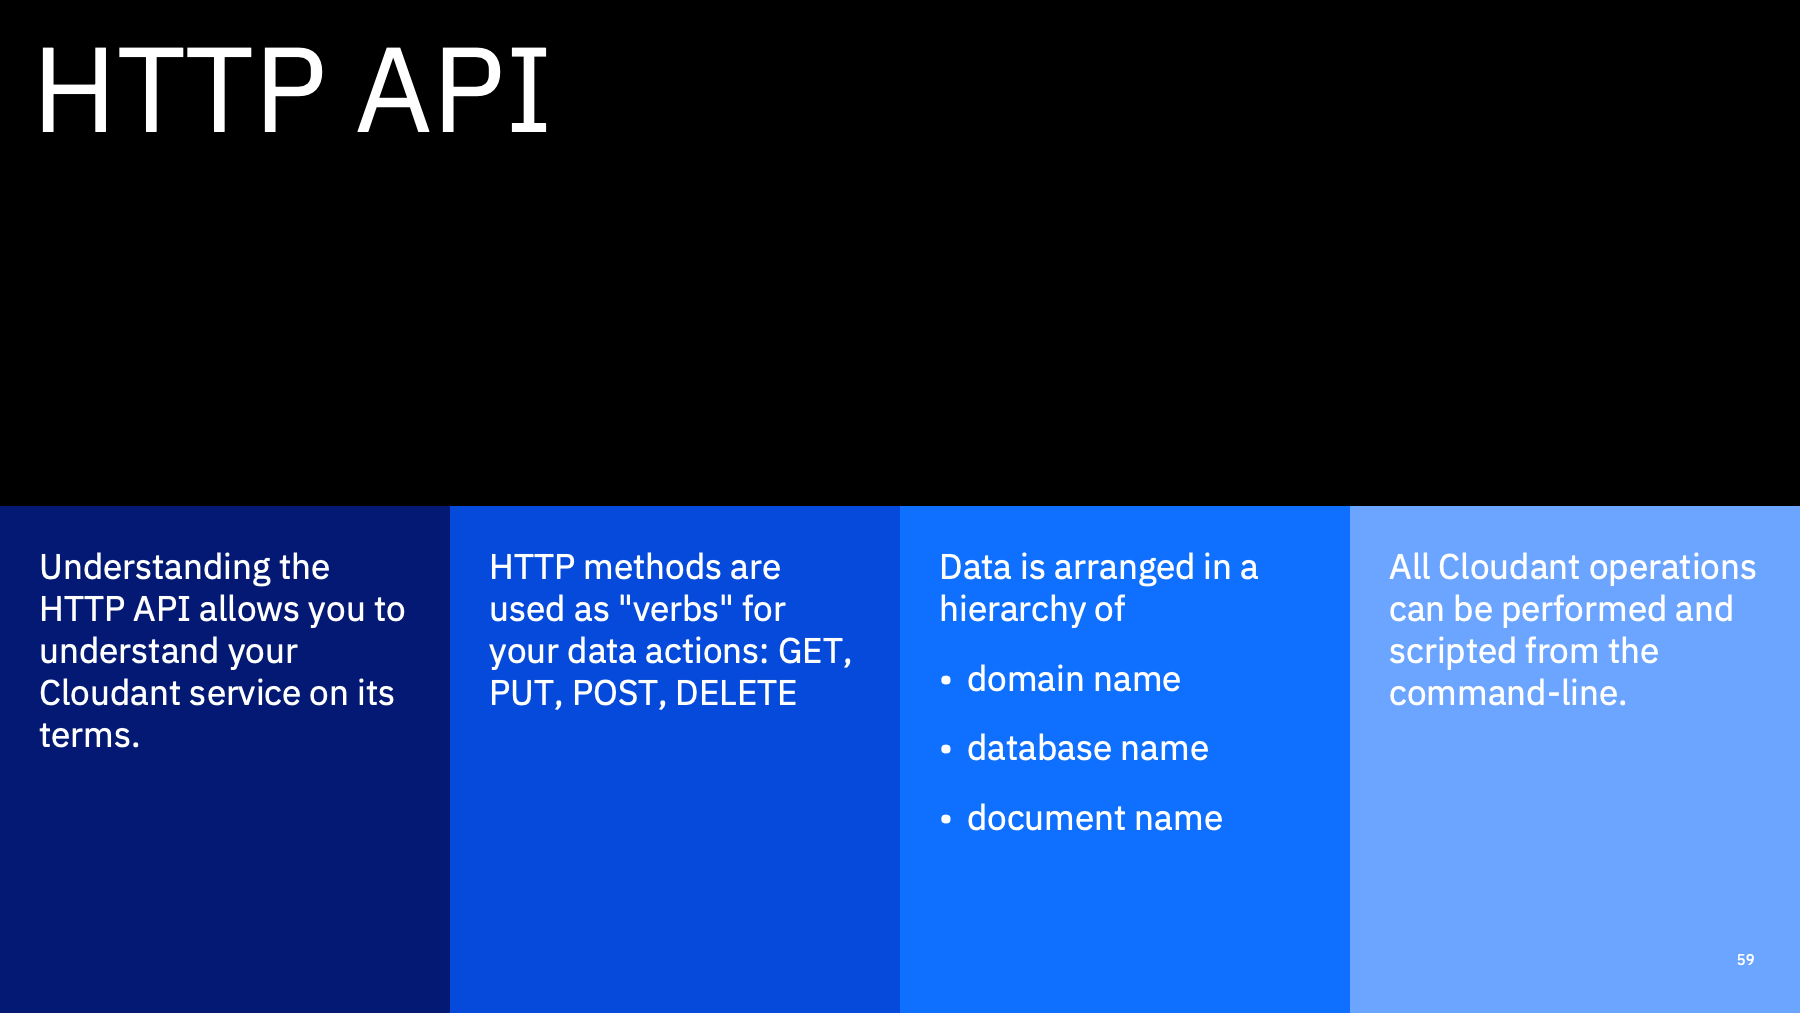 HTTP API
Understanding the
HTTP API allows you to
understand your
Cloudant service on its
terms.
HTTP methods are
used as "verbs" for
your data actions: GET,
PUT, POST, DELETE
Data is arranged in a
hierarchy of
• domain name
• database name
• document name
All Cloudant operations
can be performed and
scripted from the
command-line.
59